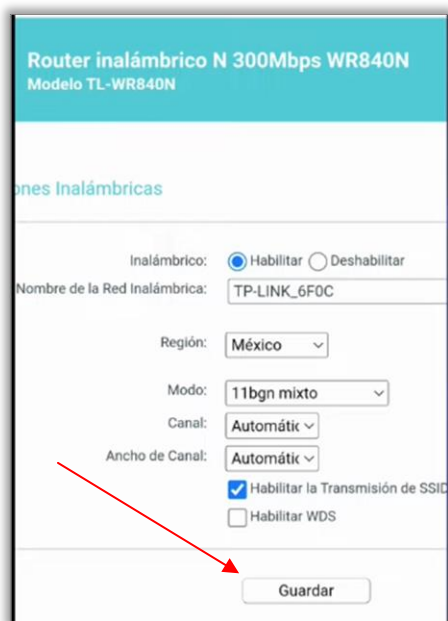 Router inalámbrico N 300Mbps WR840N
Modelo TL-WR840N
ones Inalámbricas
Inalámbrico: Habilitar Deshabilitar
Nombre de la Red Inalámbrica: TP-LINK_6F0C
Región: México
Modo: 11bgn mixto
Canal: Automátic
Ancho de Canal: Automátic
Habilitar la Transmisión de SSID
Habilitar WDS
Guardar